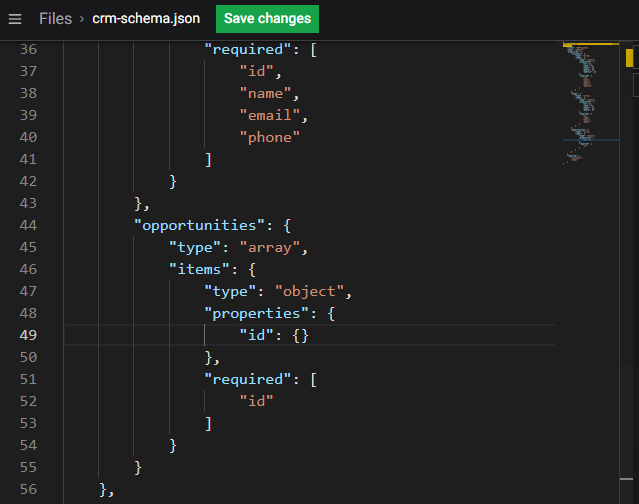 Files › crm-schema.json Save changes
36 "required": [
37 "id",
38 "name",
39 "email",
40 "phone"
41 ]
42 }
43 },
44 "opportunities": {
45 "type": "array",
46 "items": {
47 "type": "object",
48 "properties": {
49 "id": {}
50 },
51 "required": [
52 "id"
53 ]
54 }
55 }
56 },